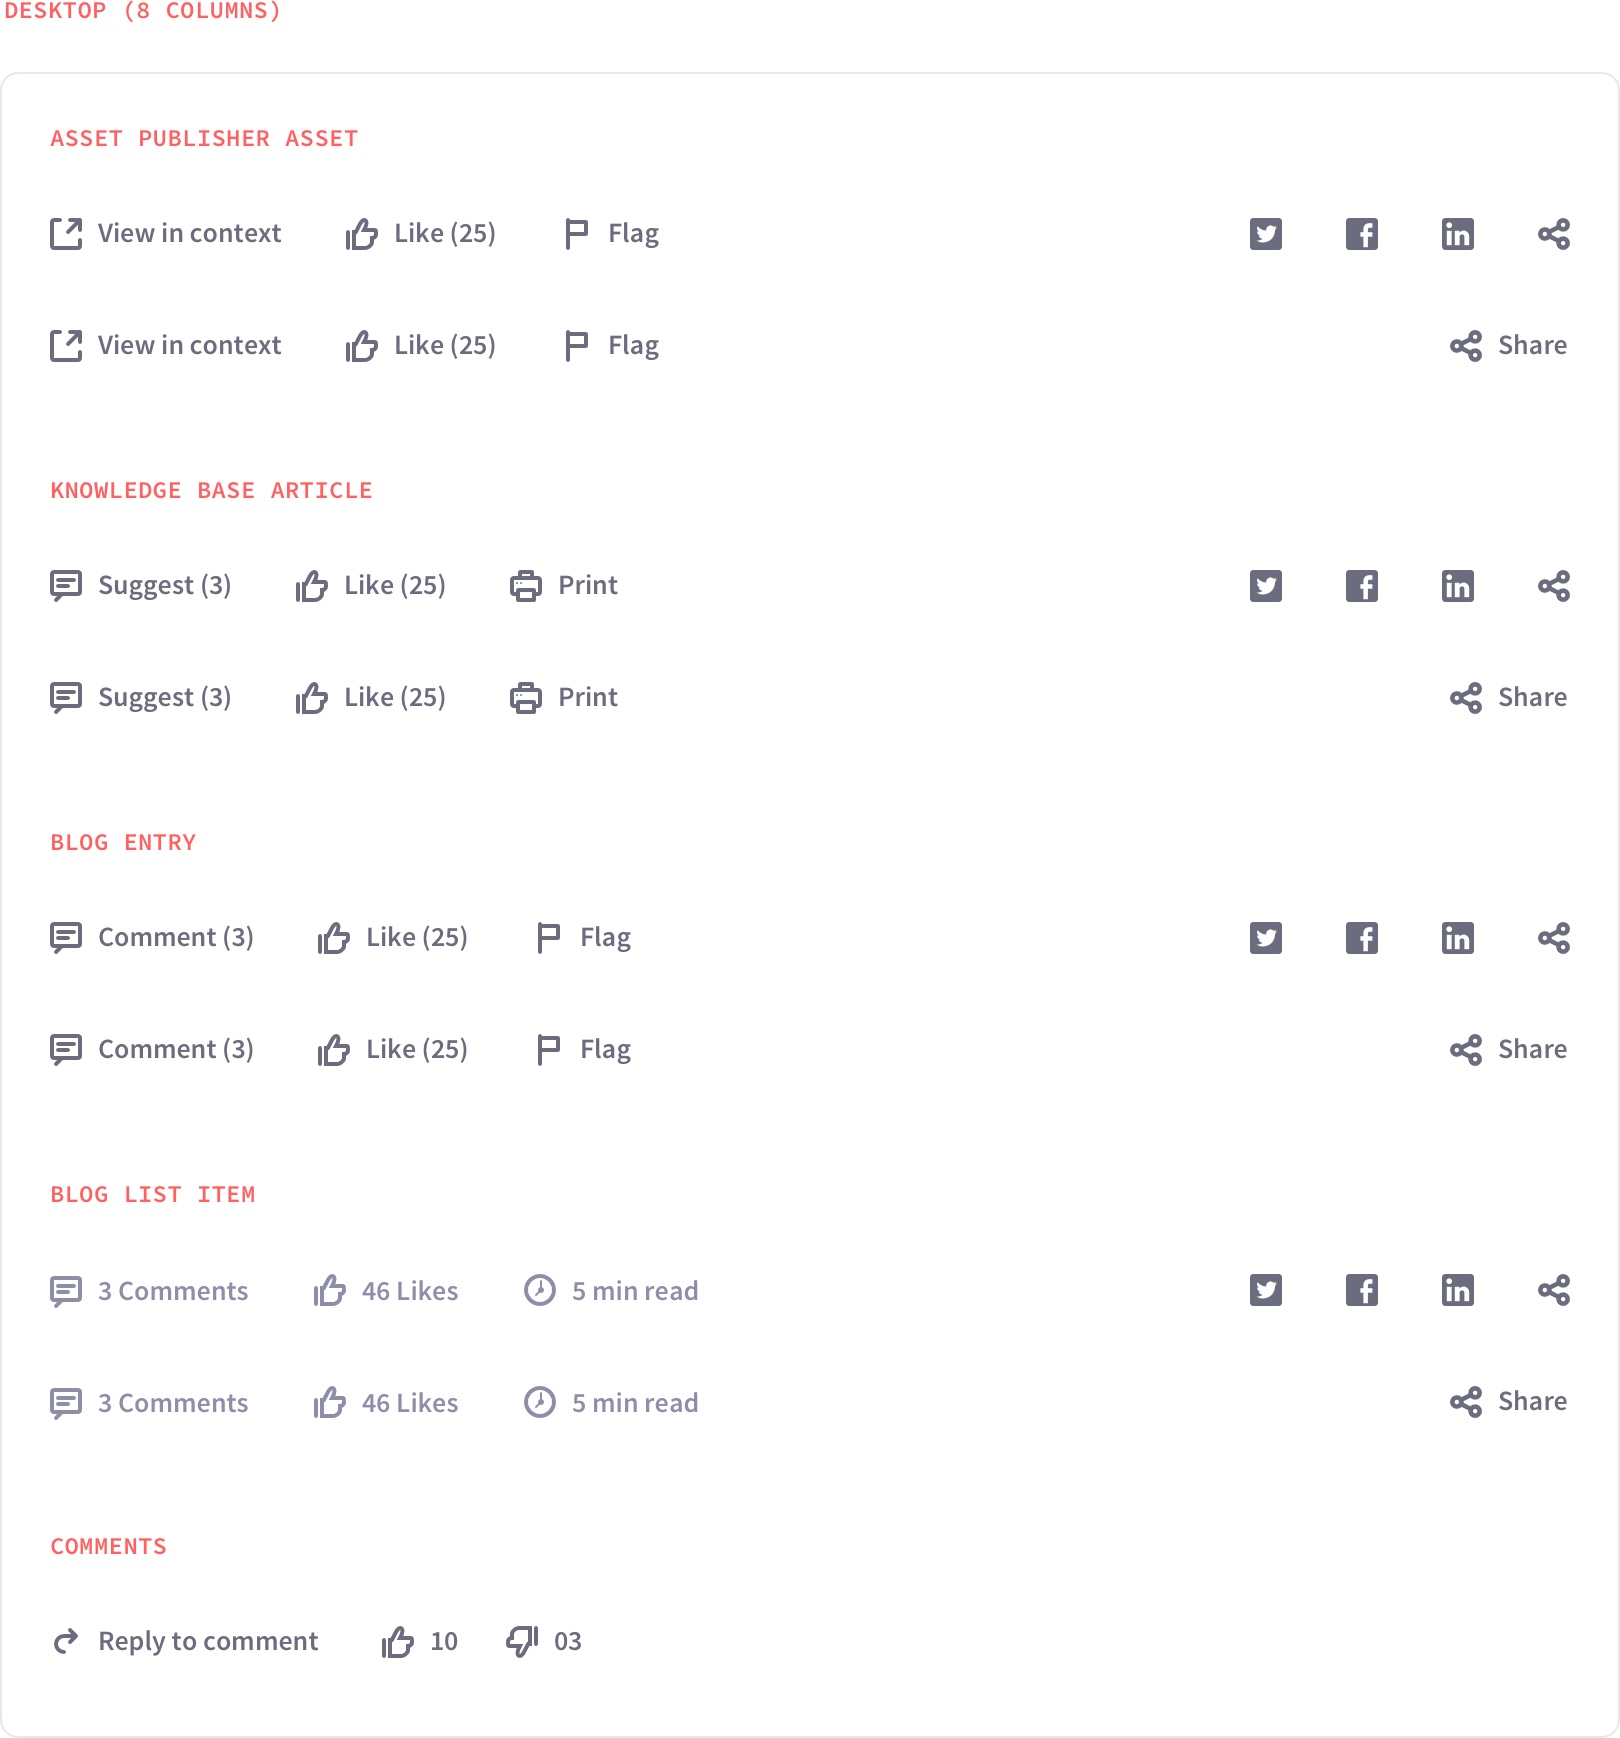 DESKTOP (8 COLUMNS)
ASSET PUBLISHER ASSET
View in context Like (25) Flag
View in context Like (25) Flag Share
KNOWLEDGE BASE ARTICLE
Suggest (3) Like (25) Print
Suggest (3) Like (25) Print Share
BLOG ENTRY
Comment (3) Like (25) Flag
Comment (3) Like (25) Flag Share
BLOG LIST ITEM
3 Comments 46 Likes 5 min read
3 Comments 46 Likes 5 min read Share
COMMENTS
Reply to comment 10 03